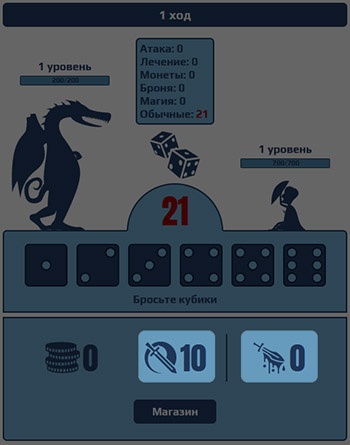 1 ход
Атака: 0
Лечение: 0
Монеты: 0
Броня: 0
Магия: 0
Обычные: 21
1 уровень
200/200
1 уровень
700/700
21
Бросьте кубики
0
10
0
Магазин